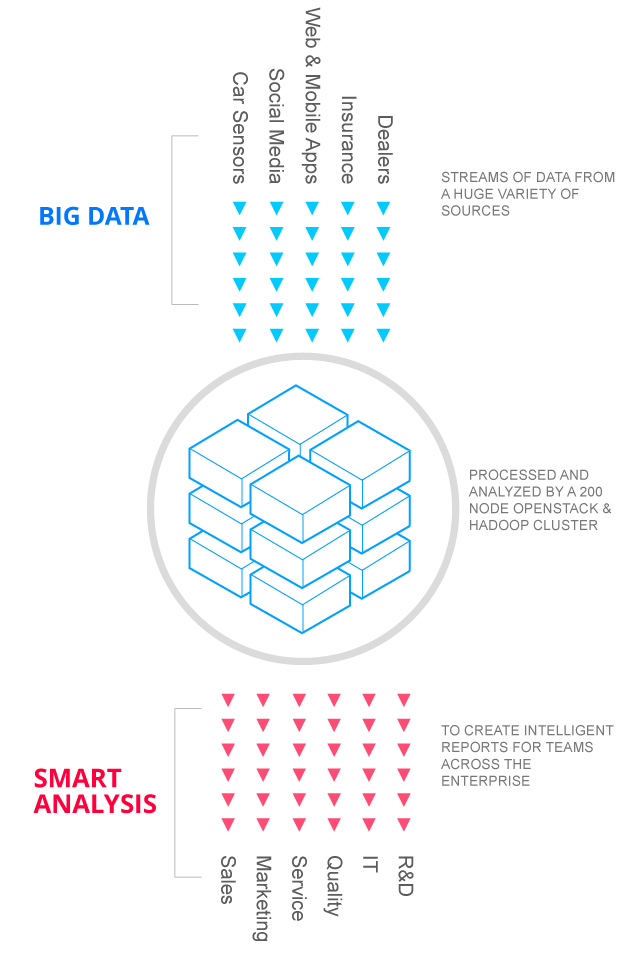 Car Sensors
Social Media
Web & Mobile Apps
Insurance
Dealers
BIG DATA
STREAMS OF DATA FROM
A HUGE VARIETY OF
SOURCES
PROCESSED AND
ANALYZED BY A 200
NODE OPENSTACK &
HADOOP CLUSTER
TO CREATE INTELLIGENT
REPORTS FOR TEAMS
ACROSS THE
ENTERPRISE
SMART
ANALYSIS
Sales
Marketing
Service
Quality
IT
R&D